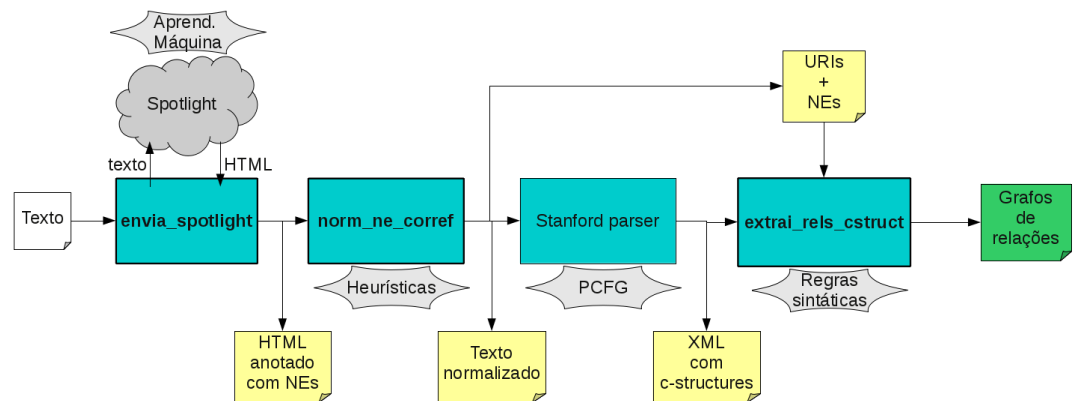 Aprend.
Máquina
Spotlight
texto
HTML
URIs
+
NEs
Texto
envia_spotlight
norm_ne_corref
Stanford parser
extrai_rels_cstruct
Grafos
de
relações
Heurísticas
PCFG
Regras
sintáticas
HTML
anotado
com NEs
Texto
normalizado
XML
com
c-structures